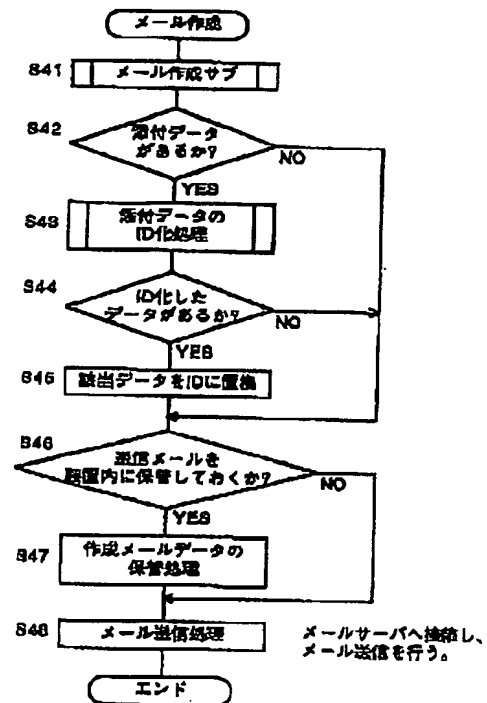 メール作成
S41
メール作成サブ
S42
添付データ
があるか?
NO
YES
S43
添付データの
ID化処理
S44
ID化した
データがあるか?
NO
YES
S45
該当データをIDに置換
S46
送信メールを
装置内に保管しておくか?
NO
YES
S47
作成メールデータの
保管処理
S48
メール送信処理
メールサーバへ接続し、
メール送信を行う。
エンド